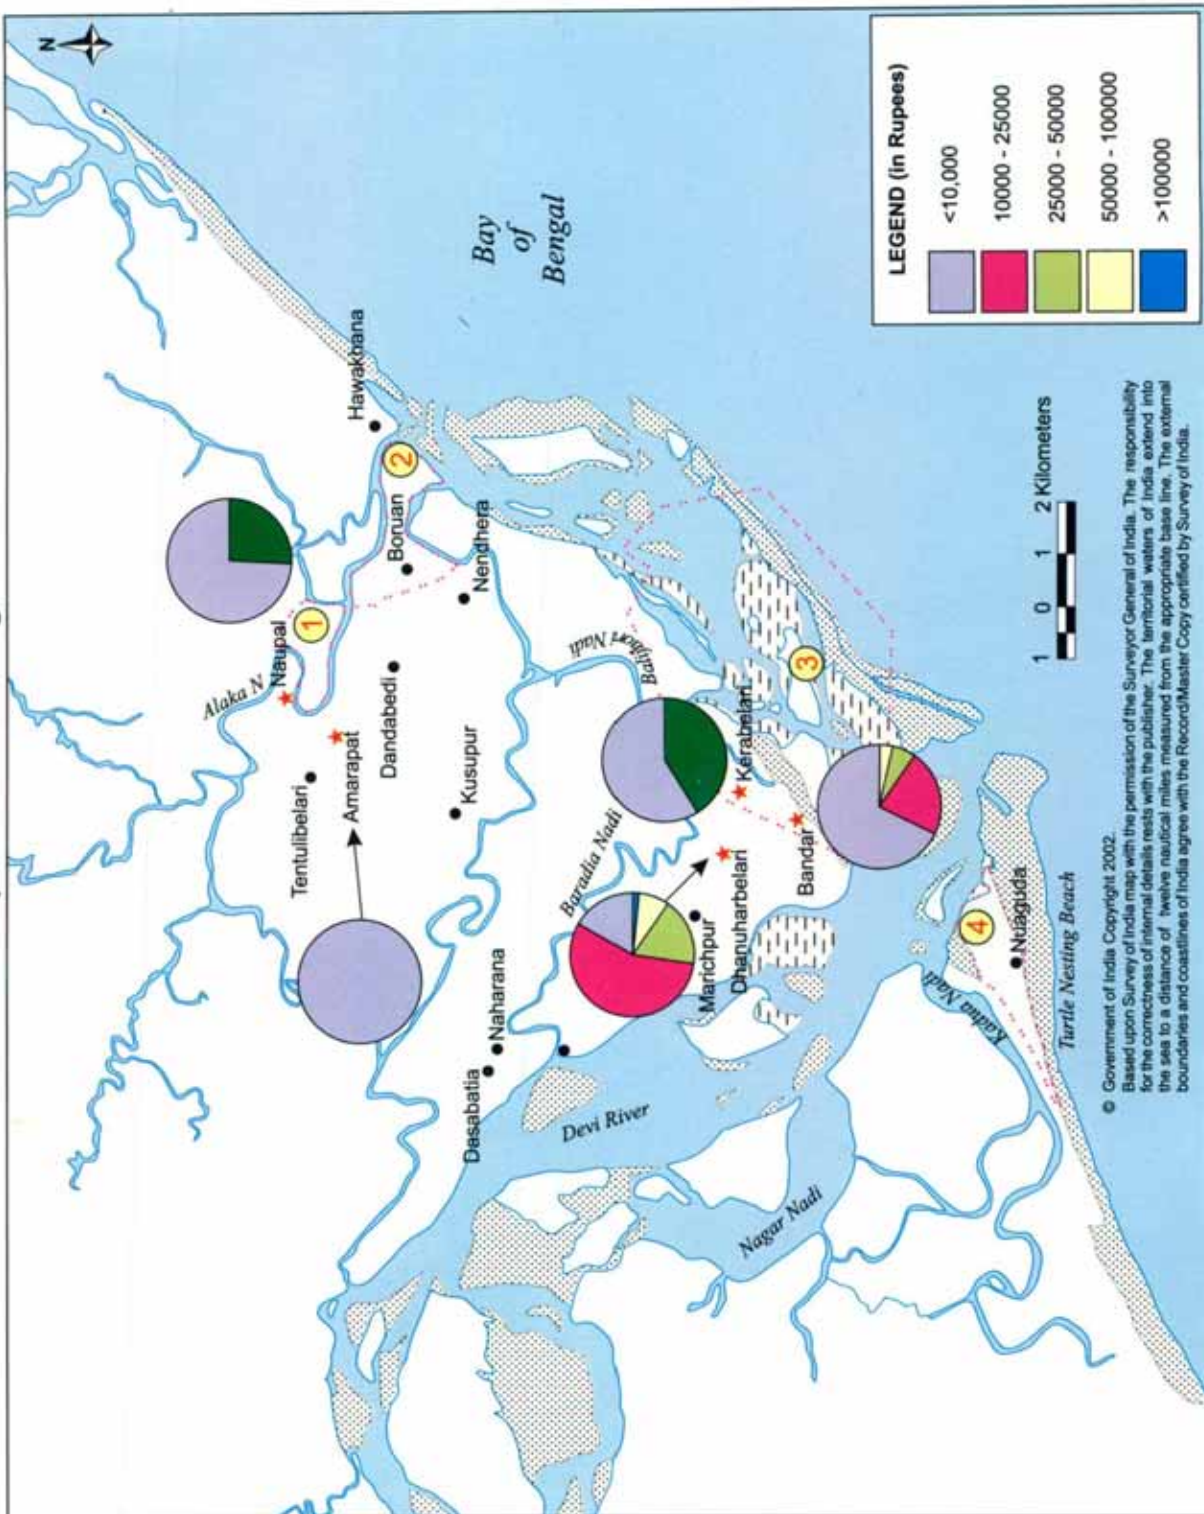 N
Bay
of
Bengal
Hawakhana
2
Boruan
Nendhera
1
Naupal
Alaka N
Amarapat
Tentulibelari
Dandabedi
Kusupur
Balijhori Nadi
Baradia Nadi
Kerabelari
3
Bandar
Dhanuharbelari
Marichpur
Naharana
Dasabatia
Devi River
Nagar Nadi
Kadua Nadi
4
Nuaguda
Turtle Nesting Beach
1 0 1 2 Kilometers
LEGEND (in Rupees)
<10,000
10000 - 25000
25000 - 50000
50000 - 100000
>100000
© Government of India Copyright 2002.
Based upon Survey of India map with the permission of the Surveyor General of India. The responsibility
for the correctness of internal details rests with the publisher. The territorial waters of India extend into
the sea to a distance of twelve nautical miles measured from the appropriate base line. The external
boundaries and coastlines of India agree with the Record/Master Copy certified by Survey of India.